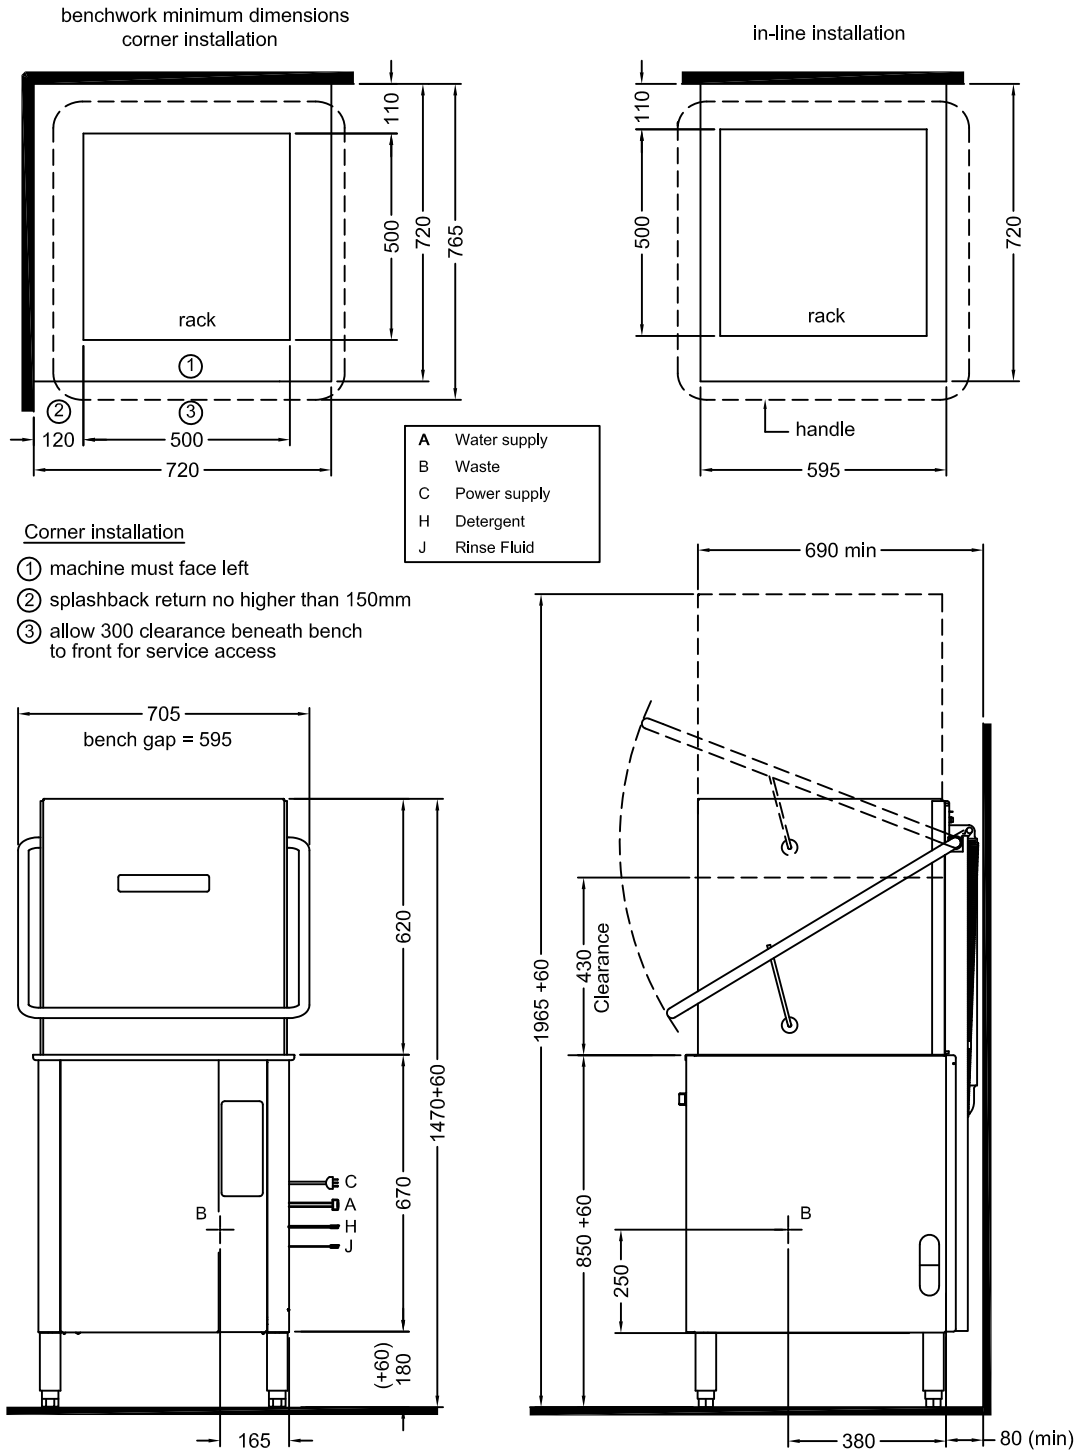 benchwork minimum dimensions
corner installation
in-line installation
110
500
720
765
rack
1
2
3
120
500
720
110
500
720
rack
handle
595
A Water supply
B Waste
C Power supply
H Detergent
J Rinse Fluid
Corner installation
1 machine must face left
2 splashback return no higher than 150mm
3 allow 300 clearance beneath bench
to front for service access
705
bench gap = 595
620
1470+60
670
C
A
H
J
B
(+60)
180
165
690 min
1965 +60
430
Clearance
850 +60
B
250
380
80 (min)